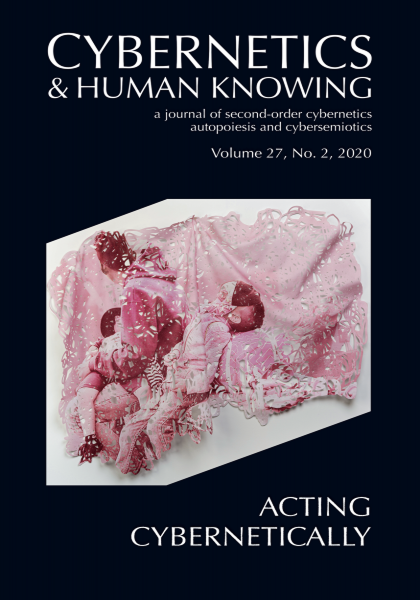 CYBERNETICS
& HUMAN KNOWING
a journal of second-order cybernetics
autopoiesis and cybersemiotics
Volume 27, No. 2, 2020
ACTING
CYBERNETICALLY